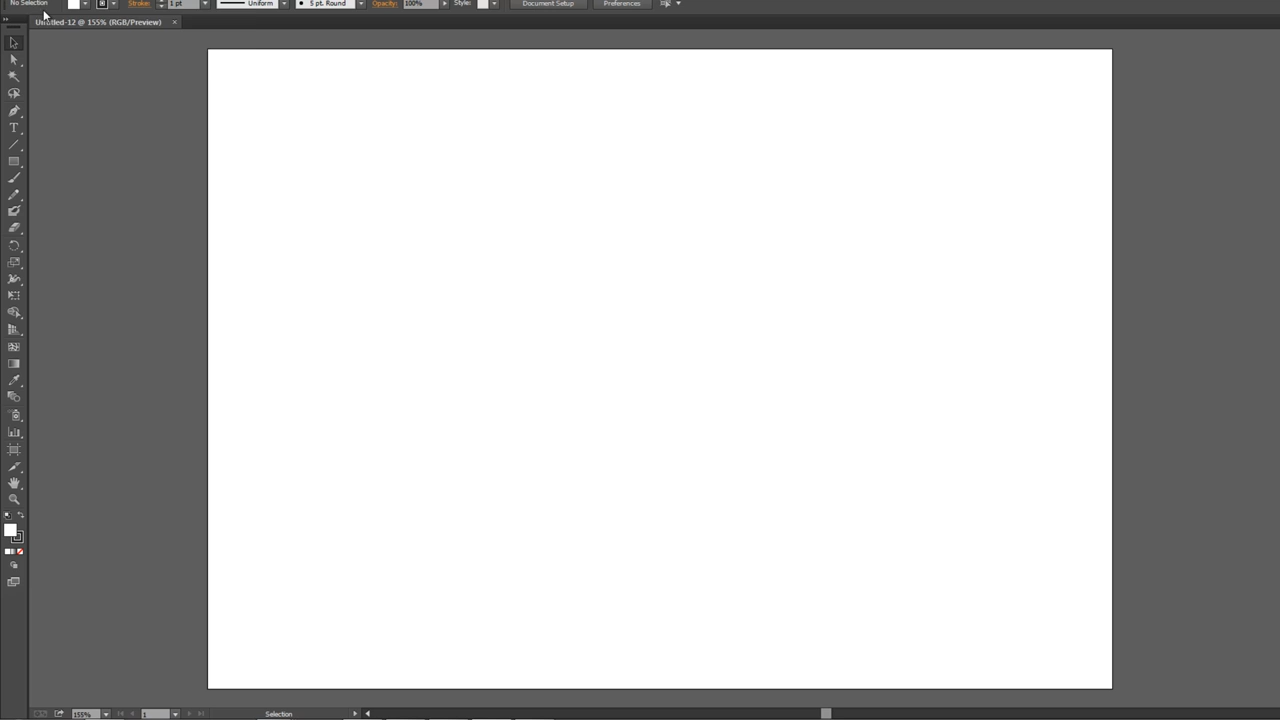 No Selection Stroke: 1 pt Uniform 5 pt. Round Opacity: 100% Style: Document Setup Preferences
Untitled-12 @ 155% (RGB/Preview)
T
155% 1 Selection